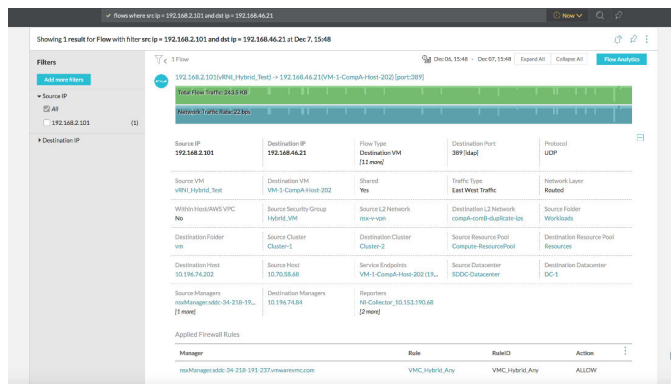 flows where src ip = 192.168.2.101 and dst ip = 192.168.46.21
Now
Showing 1 result for Flow with filter src ip = 192.168.2.101 and dst ip = 192.168.46.21 at Dec 7, 15:48
Filters
Add more filters
Source IP
All
192.168.2.101 (1)
Destination IP
1 Flow
Dec 06, 15:48 - Dec 07, 15:48
Expand All
Collapse All
Flow Analytics
192.168.2.101(vRNI_Hybrid_Test) -> 192.168.46.21(VM-1-CompA-Host-202) [port:389]
Total Flow Traffic: 243.5 KB
Network Traffic Rate: 22 bps
Source IP Destination IP Flow Type Destination Port Protocol
192.168.2.101 192.168.46.21 Destination VM 389 [ldap] UDP
[11 more]
Source VM Destination VM Shared Traffic Type Network Layer
vRNI_Hybrid_Test VM-1-CompA-Host-202 Yes East West Traffic Routed
Within Host/AWS VPC Source Security Group Source L2 Network Destination L2 Network Source Folder
No Hybrid_VM mx-v-vpn compA-comB-duplicate-ips Workloads
Destination Folder Source Cluster Destination Cluster Source Resource Pool Destination Resource Pool
vm Cluster-1 Cluster-2 Compute-ResourcePool Resources
Destination Host Source Host Service Endpoints Source Datacenter Destination Datacenter
10.196.74.202 10.70.58.68 VM-1-CompA-Host-202 (19... SDDC-Datacenter DC-1
Source Managers Destination Managers Reporters
nsxManager.sddc-34-218-19... 10.196.74.84 NI-Collector_10.153.190.68
[1 more] [2 more]
Applied Firewall Rules
Manager Rule RuleID Action
nsxManager.sddc-34-218-191-237.vmwarevmc.com VMC_Hybrid_Any VMC_Hybrid_Any ALLOW